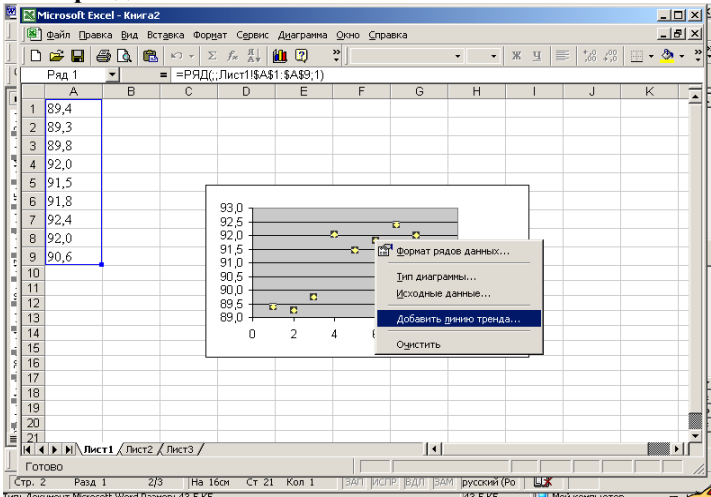 Microsoft Excel - Книга2
Файл Правка Вид Вставка Формат Сервис Диаграмма Окно Справка
Ж Ч
Ряд 1 = =РЯД(;;Лист1!$A$1:$A$9;1)
A B C D E F G H I J K
1 89,4
2 89,3
3 89,8
4 92,0
5 91,5
6 91,8
7 92,4
8 92,0
9 90,6
10
11
12
13
14
15
16
17
18
19
20
21
93,0
92,5
92,0
91,5
91,0
90,5
90,0
89,5
89,0
0 2 4
Формат рядов данных...
Тип диаграммы...
Исходные данные...
Добавить линию тренда...
Очистить
Лист1 Лист2 Лист3
Готово
Стр. 2 Разд 1 2/3 На 16см Ст 21 Кол 1 ЗАП ИСПР ВДЛ ЗАМ русский (Ро